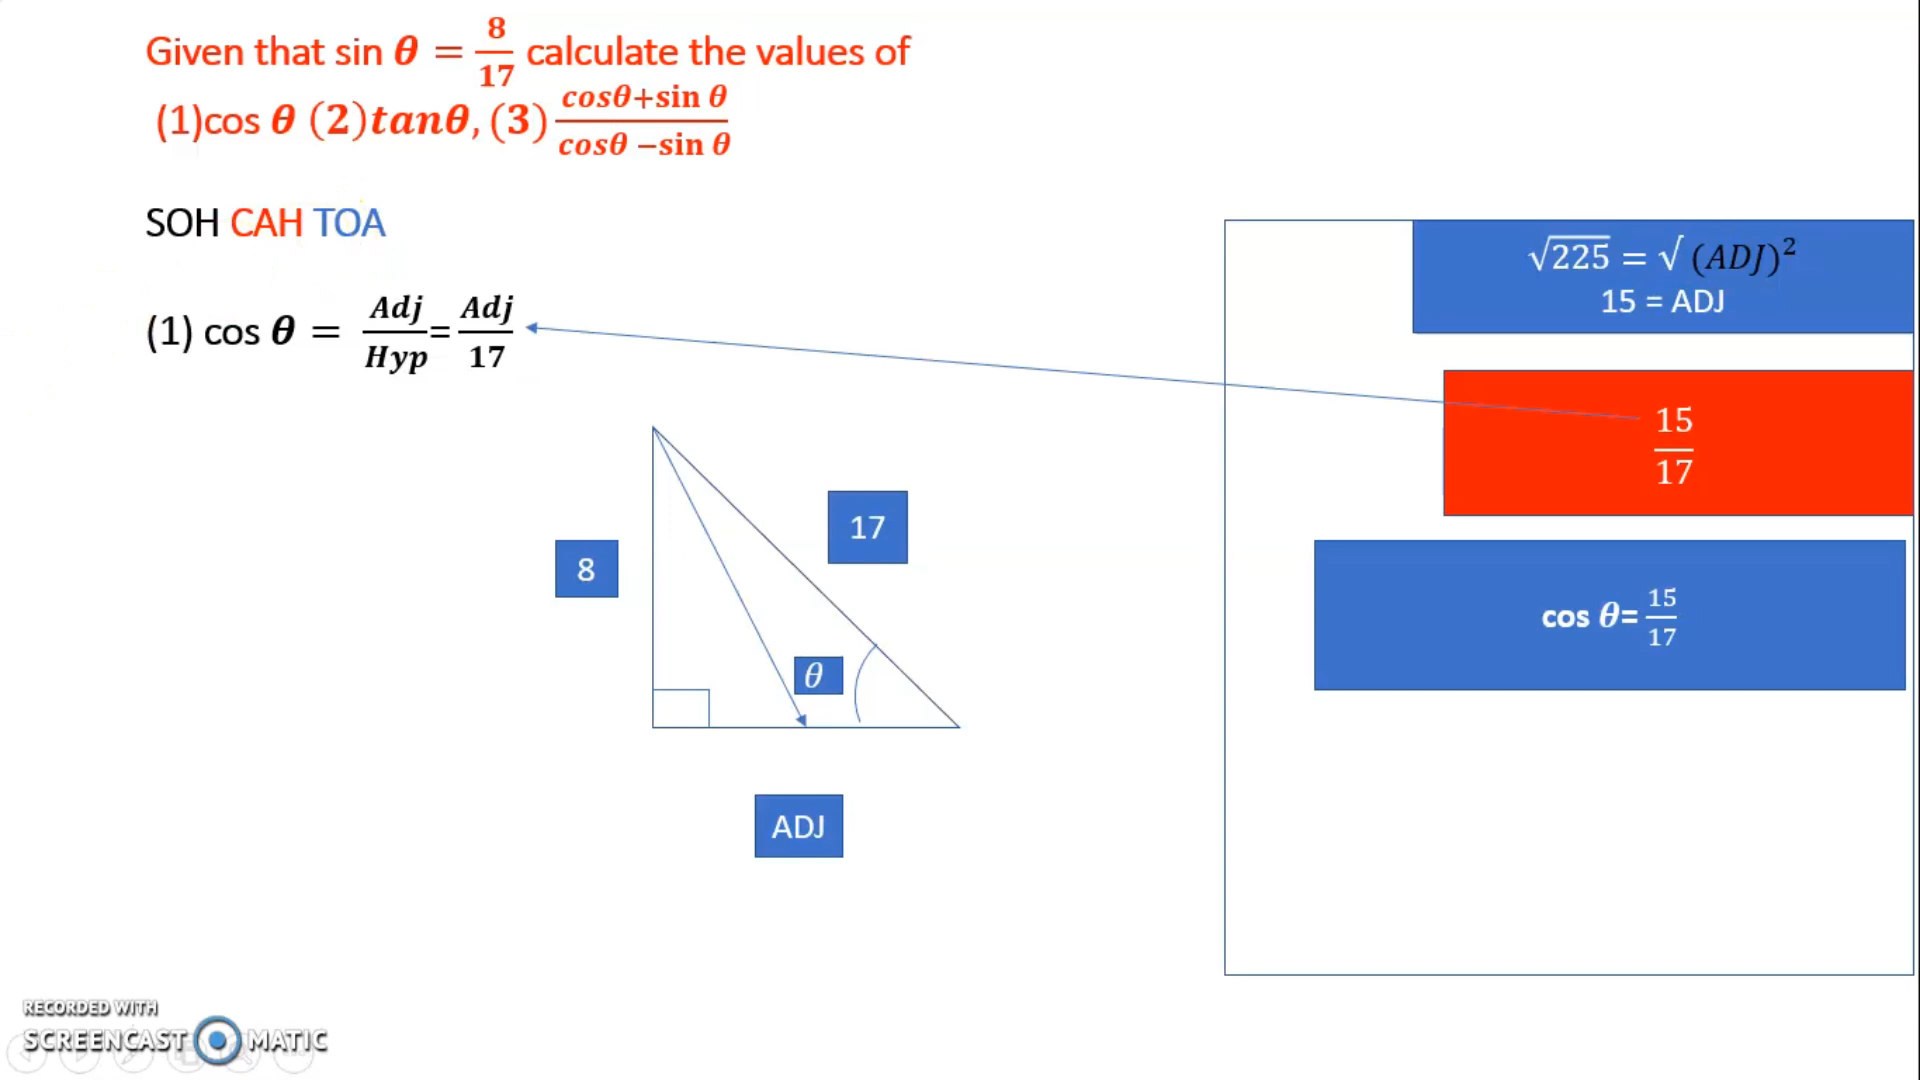 Given that sin θ = 8/17 calculate the values of
(1)cos θ (2)tanθ, (3) cosθ+sin θ/cosθ −sin θ
SOH CAH TOA
(1) cos θ = Adj/Hyp=Adj/17
√225 = √ (ADJ)²
15 = ADJ
15/17
cos θ= 15/17
17
8
θ
ADJ
RECORDED WITH
SCREENCAST MATIC